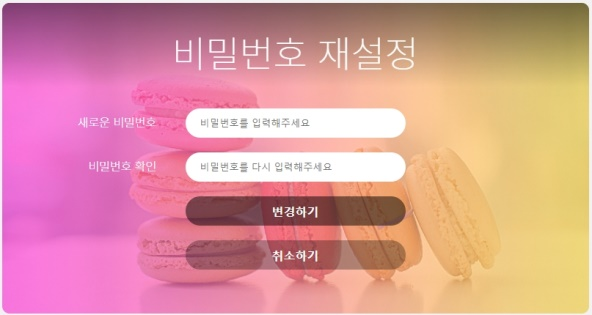 비밀번호 재설정
새로운 비밀번호 비밀번호를 입력해주세요
비밀번호 확인 비밀번호를 다시 입력해주세요
변경하기
취소하기